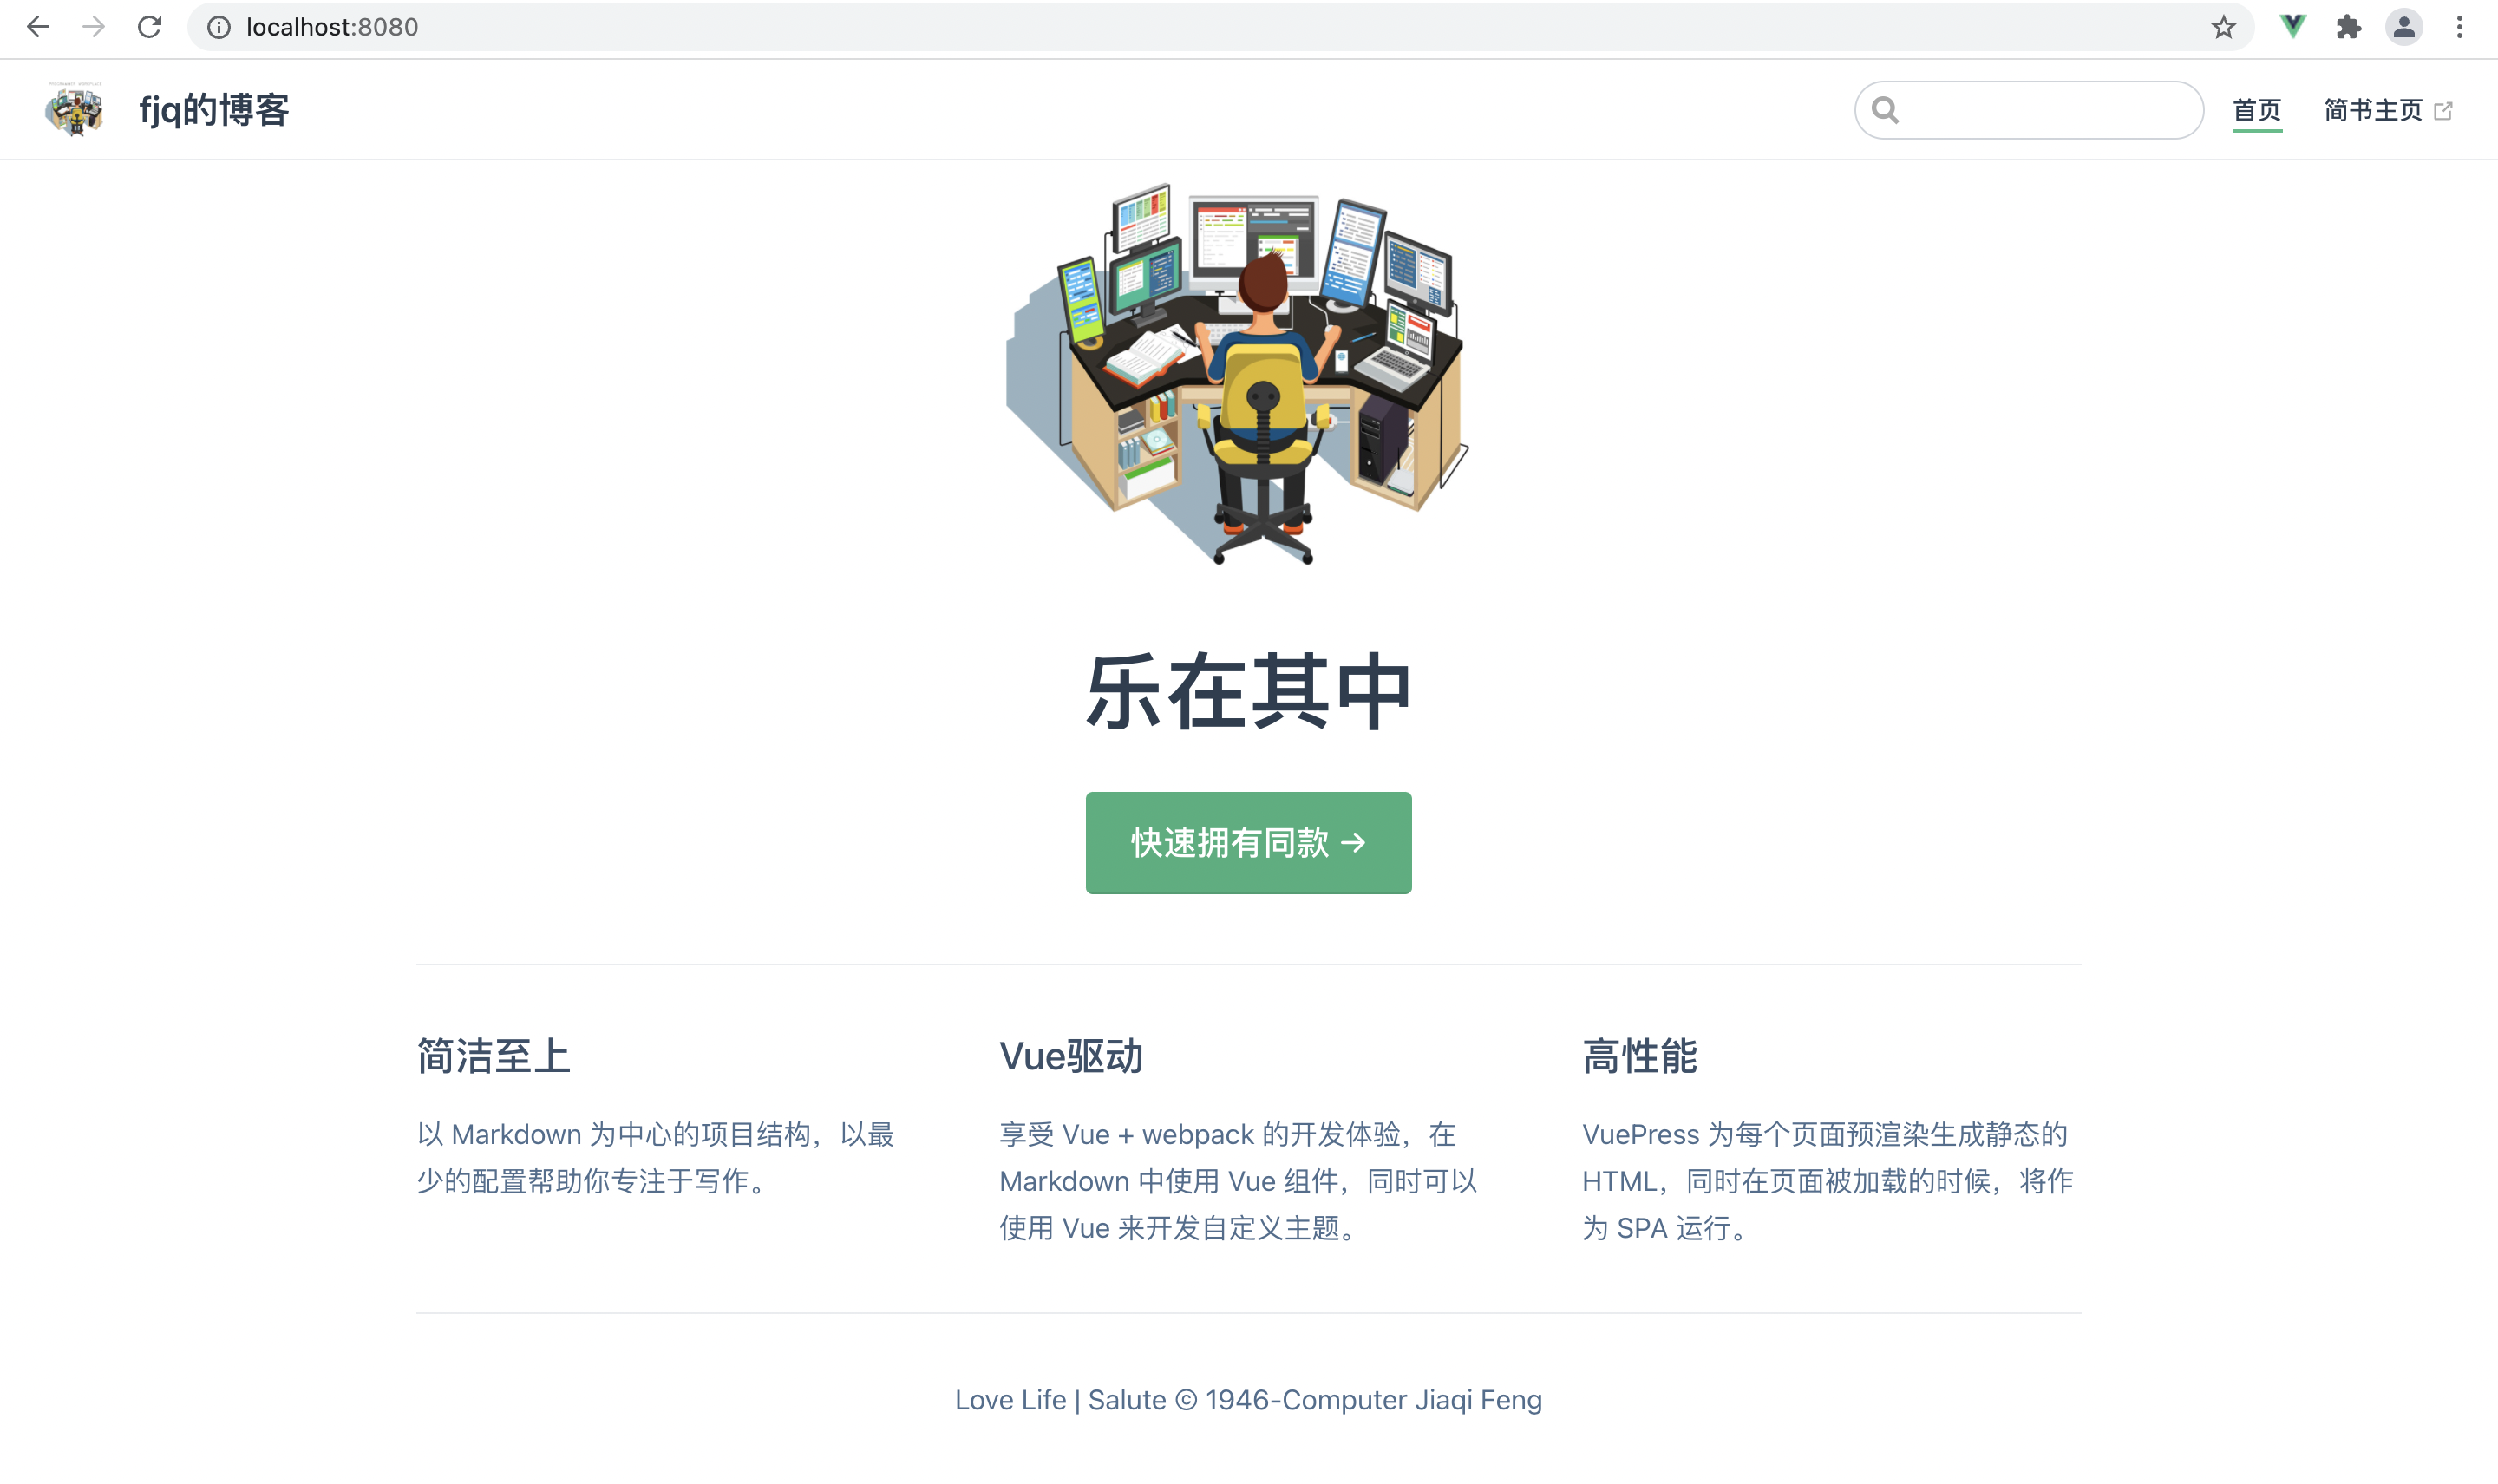 localhost:8080
fjq的博客
首页
简书主页
乐在其中
快速拥有同款 →
简洁至上
以 Markdown 为中心的项目结构，以最
少的配置帮助你专注于写作。
Vue驱动
享受 Vue + webpack 的开发体验，在
Markdown 中使用 Vue 组件，同时可以
使用 Vue 来开发自定义主题。
高性能
VuePress 为每个页面预渲染生成静态的
HTML，同时在页面被加载的时候，将作
为 SPA 运行。
Love Life | Salute © 1946-Computer Jiaqi Feng